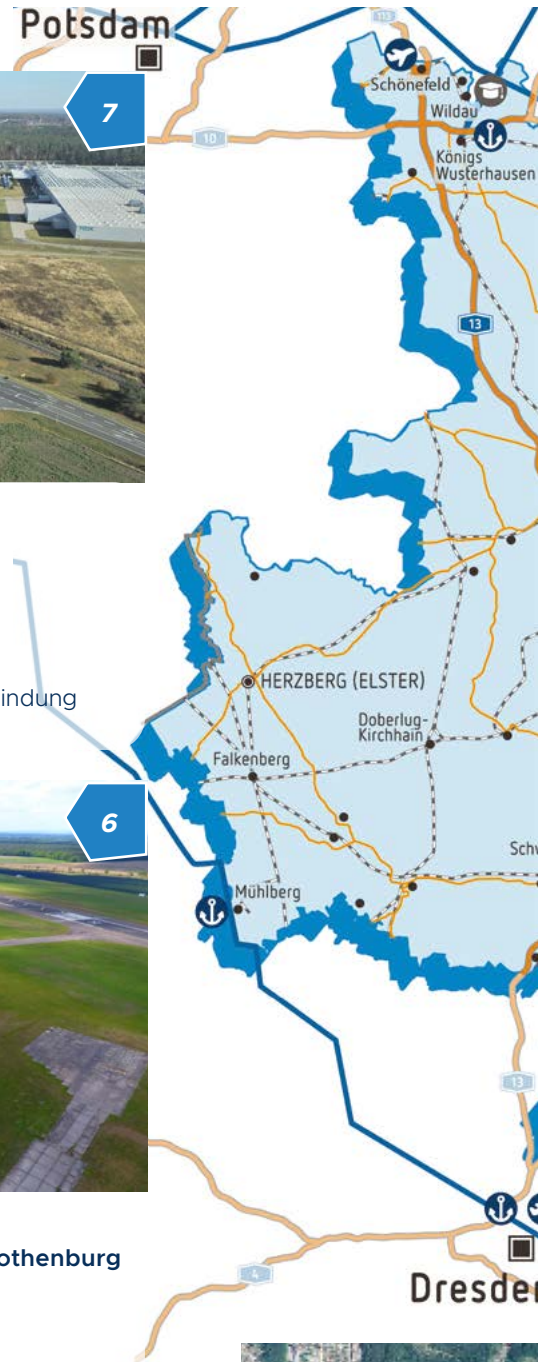 Potsdam
113
7
Schönefeld
Wildau
10
Königs
Wusterhausen
13
indung
HERZBERG (ELSTER)
Doberlug-
Kirchhain
Falkenberg
6
Schw
Mühlberg
13
othenburg
4
Dresden